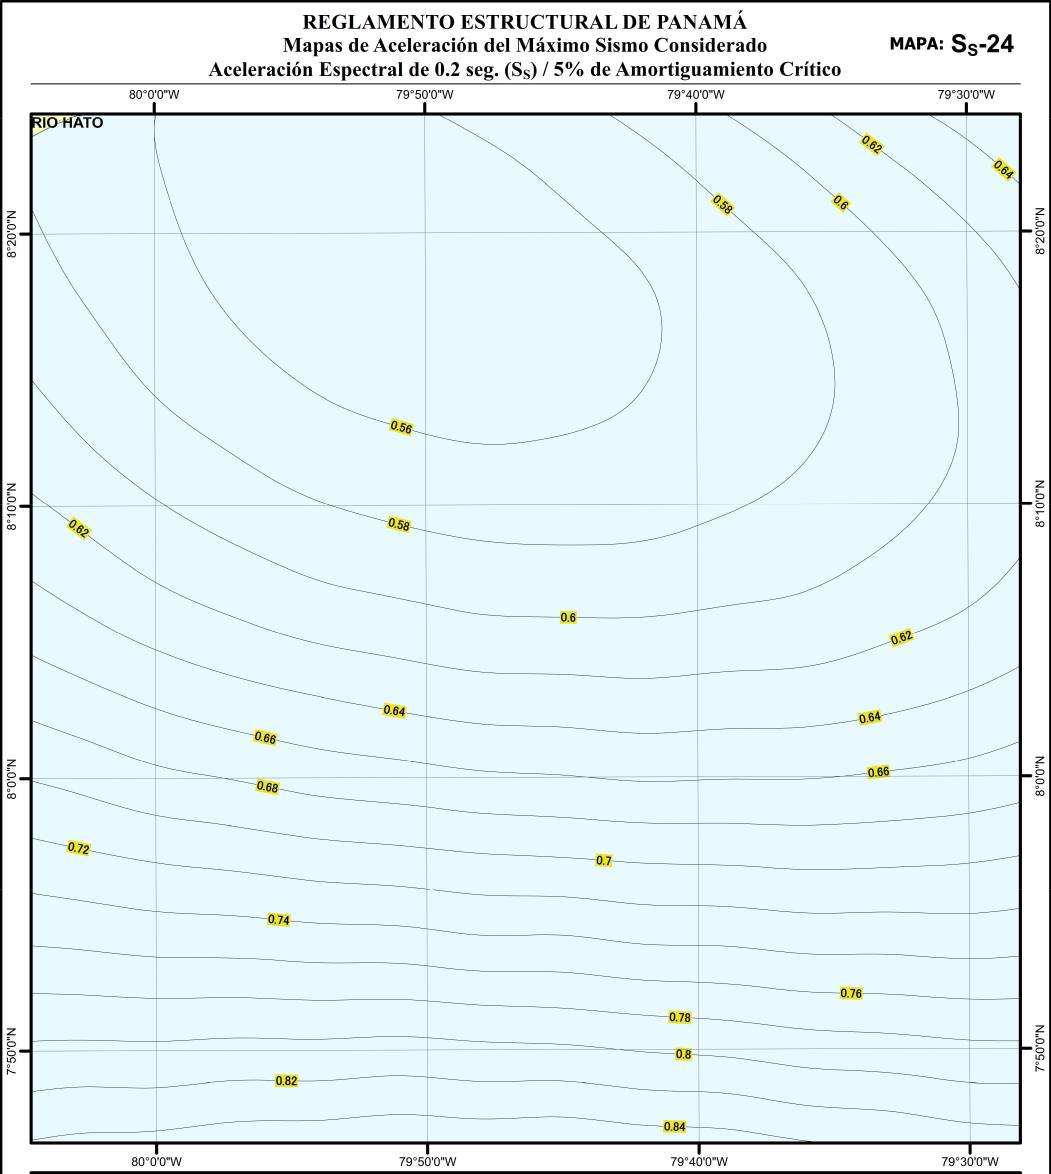 REGLAMENTO ESTRUCTURAL DE PANAMÁ
Mapas de Aceleración del Máximo Sismo Considerado
Aceleración Espectral de 0.2 seg. (SS) / 5% de Amortiguamiento Crítico
MAPA: SS-24
80°0'0"W 79°50'0"W 79°40'0"W 79°30'0"W
RIO HATO
0.62
0.64
0.58
0.6
8°20'0"N
8°20'0"N
0.56
8°10'0"N
8°10'0"N
0.58
0.62
0.6
0.62
0.64
0.64
0.66
0.66
8°0'0"N
8°0'0"N
0.68
0.72
0.7
0.74
0.76
0.78
7°50'0"N
7°50'0"N
0.8
0.82
0.84
80°0'0"W 79°50'0"W 79°40'0"W 79°30'0"W